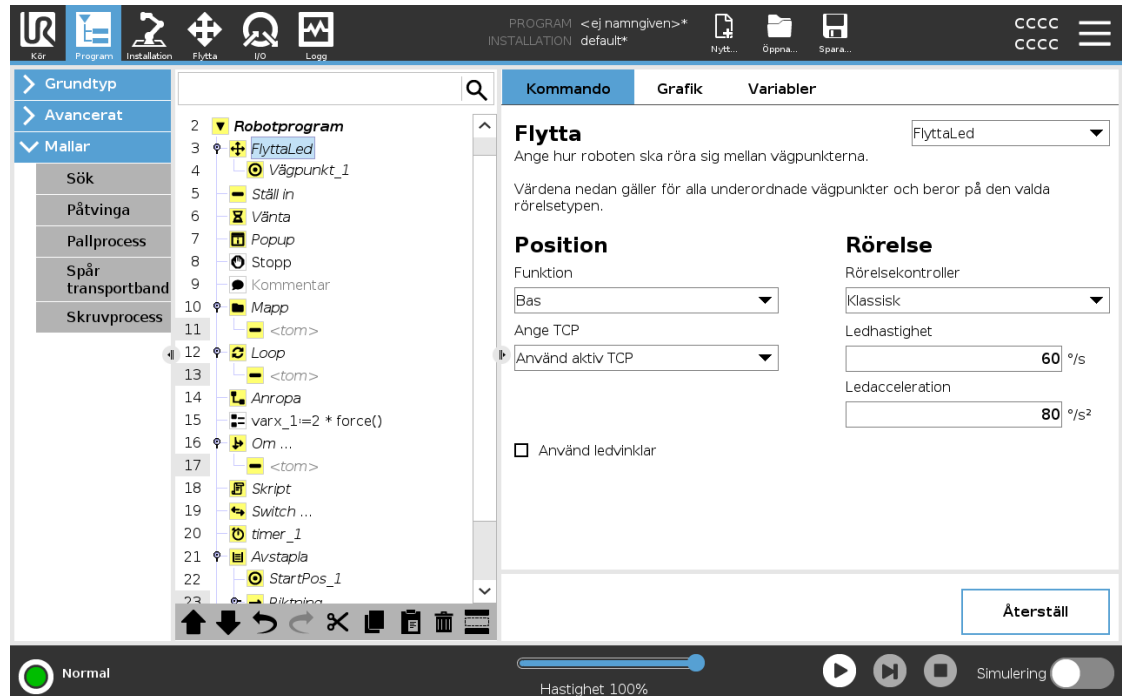 PROGRAM <ej namngiven>*
INSTALLATION default*
Kör
Program
Installation
Flytta
I/O
Logg
Nytt...
Öppna...
Spara...
CCCC
CCCC
Grundtyp
Avancerat
Mallar
Sök
Påtvinga
Pallprocess
Spår
transportband
Skruvprocess
2 Robotprogram
3 FlyttaLed
4 Vägpunkt_1
5 Ställ in
6 Vänta
7 Popup
8 Stopp
9 Kommentar
10 Mapp
11 <tom>
12 Loop
13 <tom>
14 Anropa
15 varx_1:=2 * force()
16 Om ...
17 <tom>
18 Skript
19 Switch ...
20 timer_1
21 Avstapla
22 StartPos_1
23 Riktning
Kommando
Grafik
Variabler
Flytta
FlyttaLed
Ange hur roboten ska röra sig mellan vägpunkterna.
Värdena nedan gäller för alla underordnade vägpunkter och beror på den valda
rörelsetypen.
Position
Funktion
Bas
Ange TCP
Använd aktiv TCP
Använd ledvinklar
Rörelse
Rörelsekontroller
Klassisk
Ledhastighet
60 °/s
Ledacceleration
80 °/s²
Återställ
Normal
Hastighet 100%
Simulering